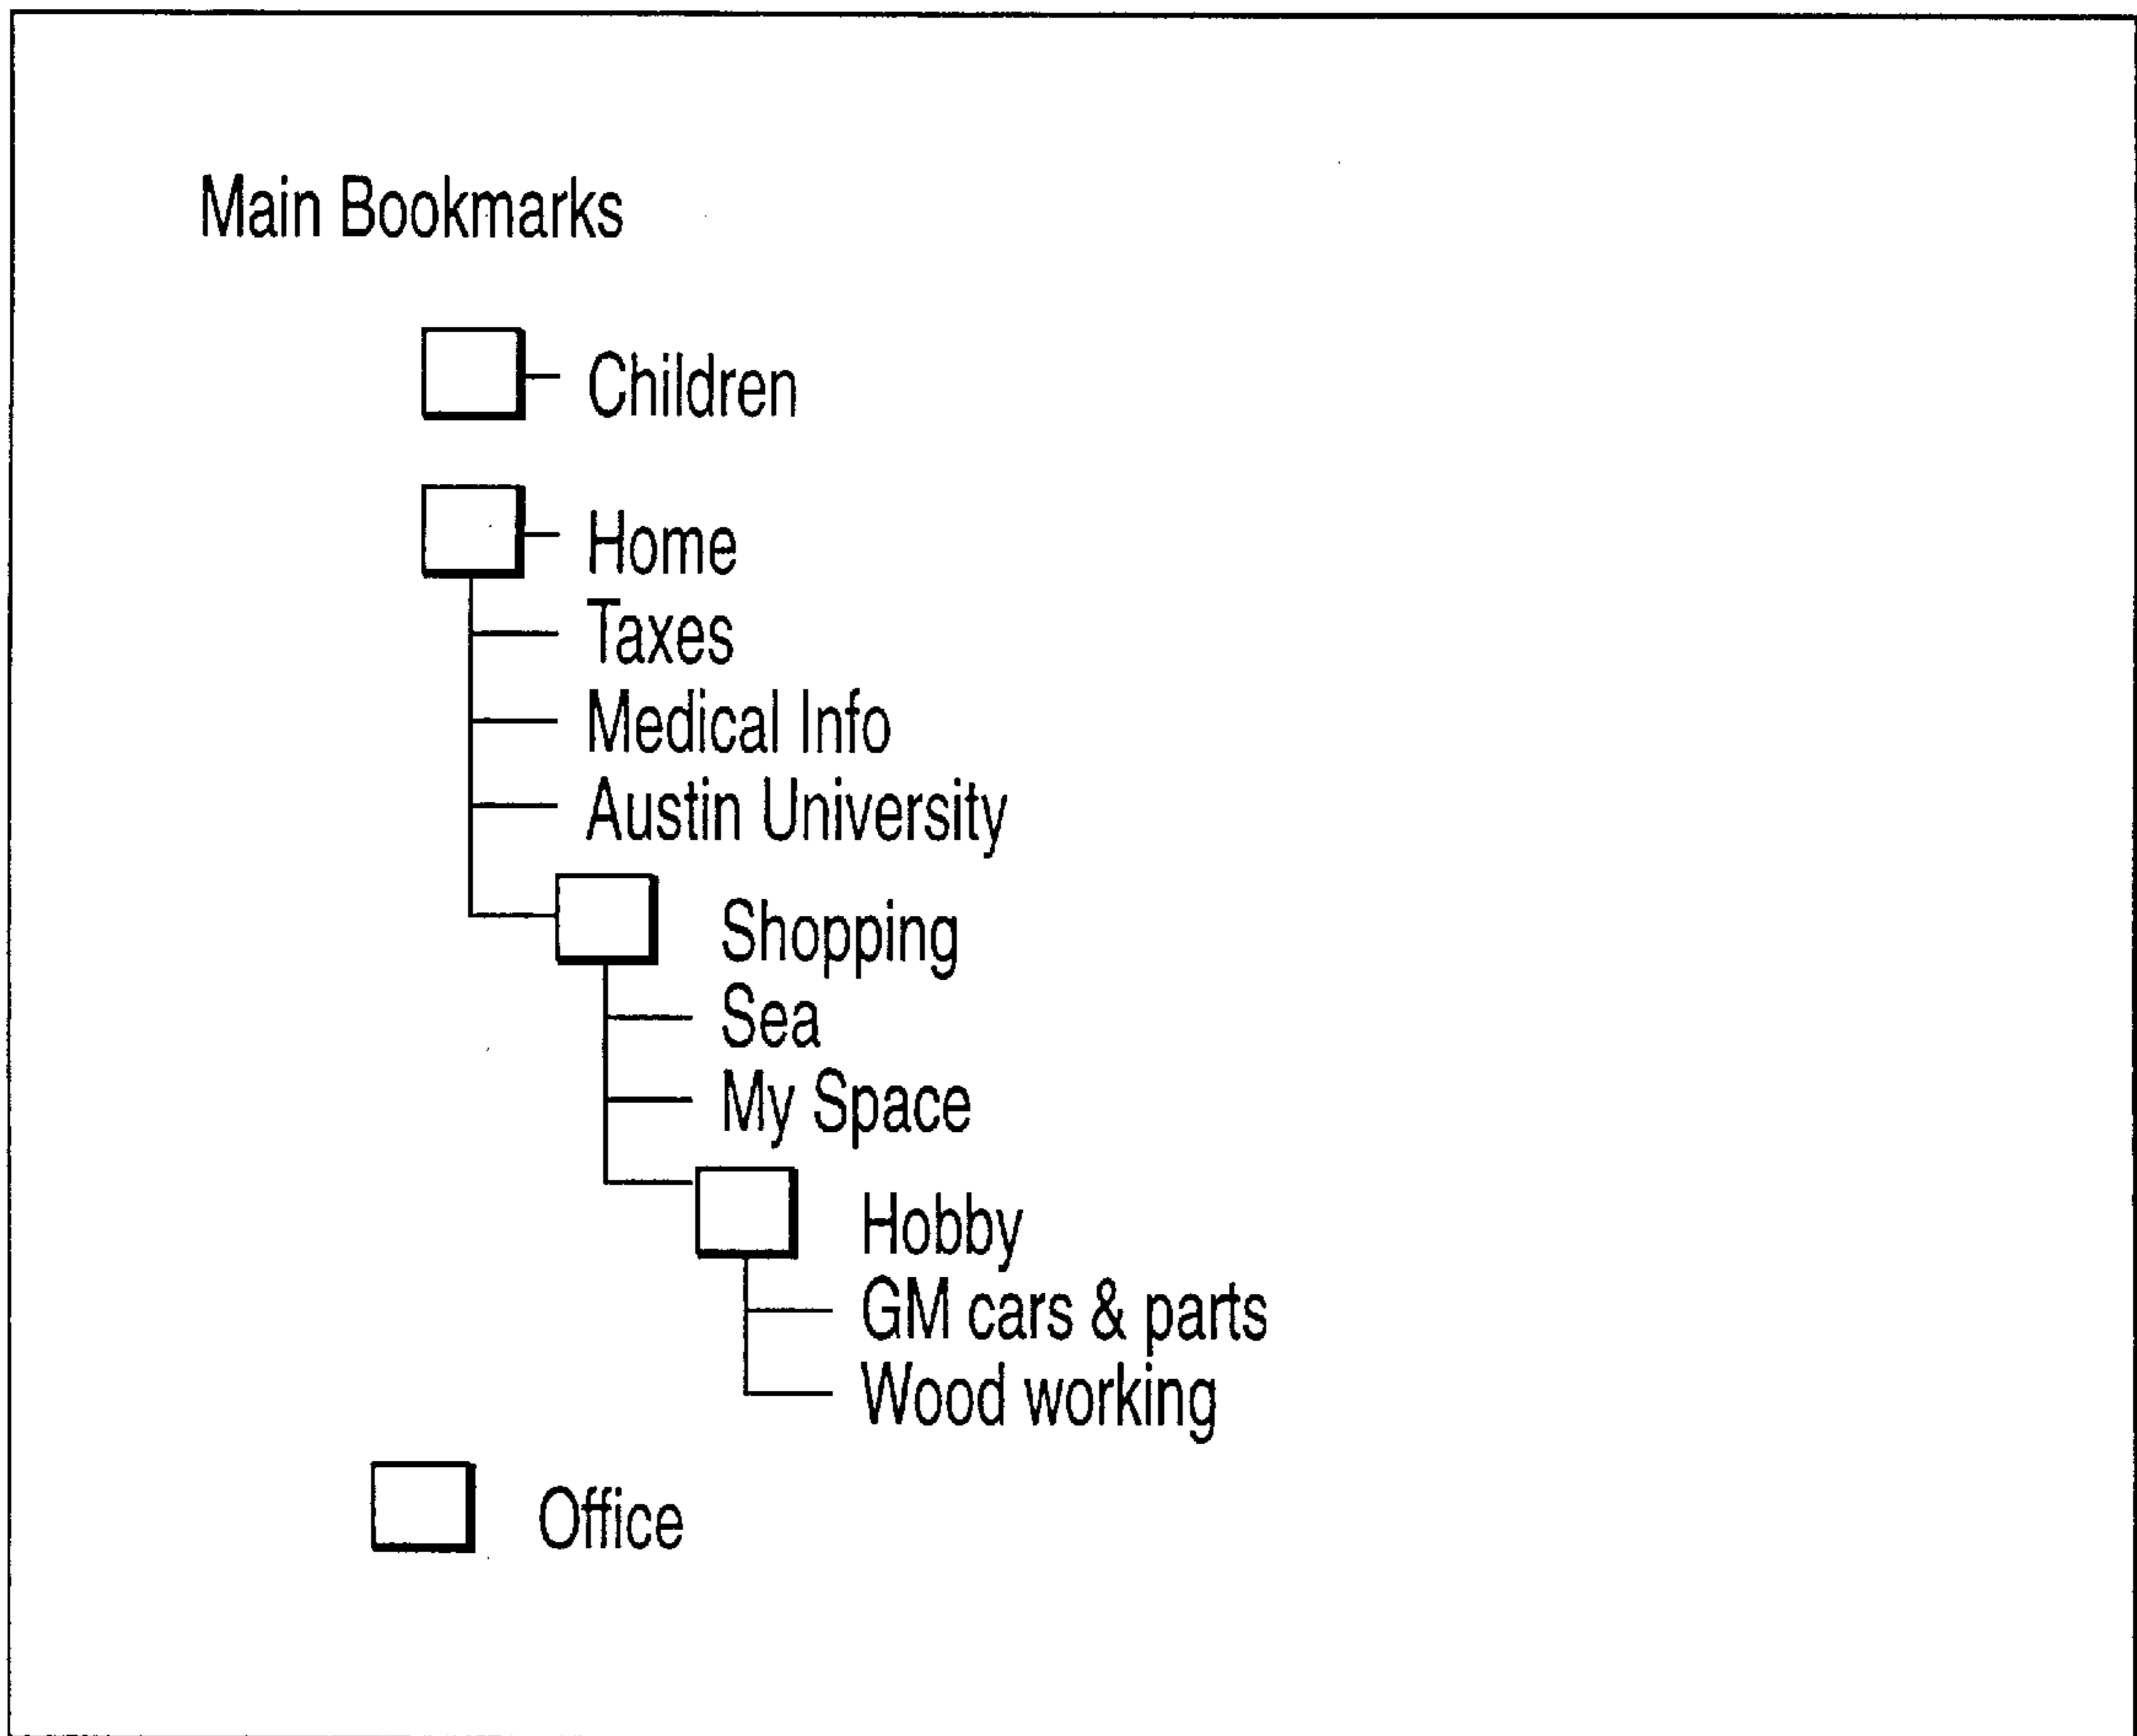 Main Bookmarks
Children
Home
Taxes
Medical Info
Austin University
Shopping
Sea
My Space
Hobby
GM cars & parts
Wood working
Office